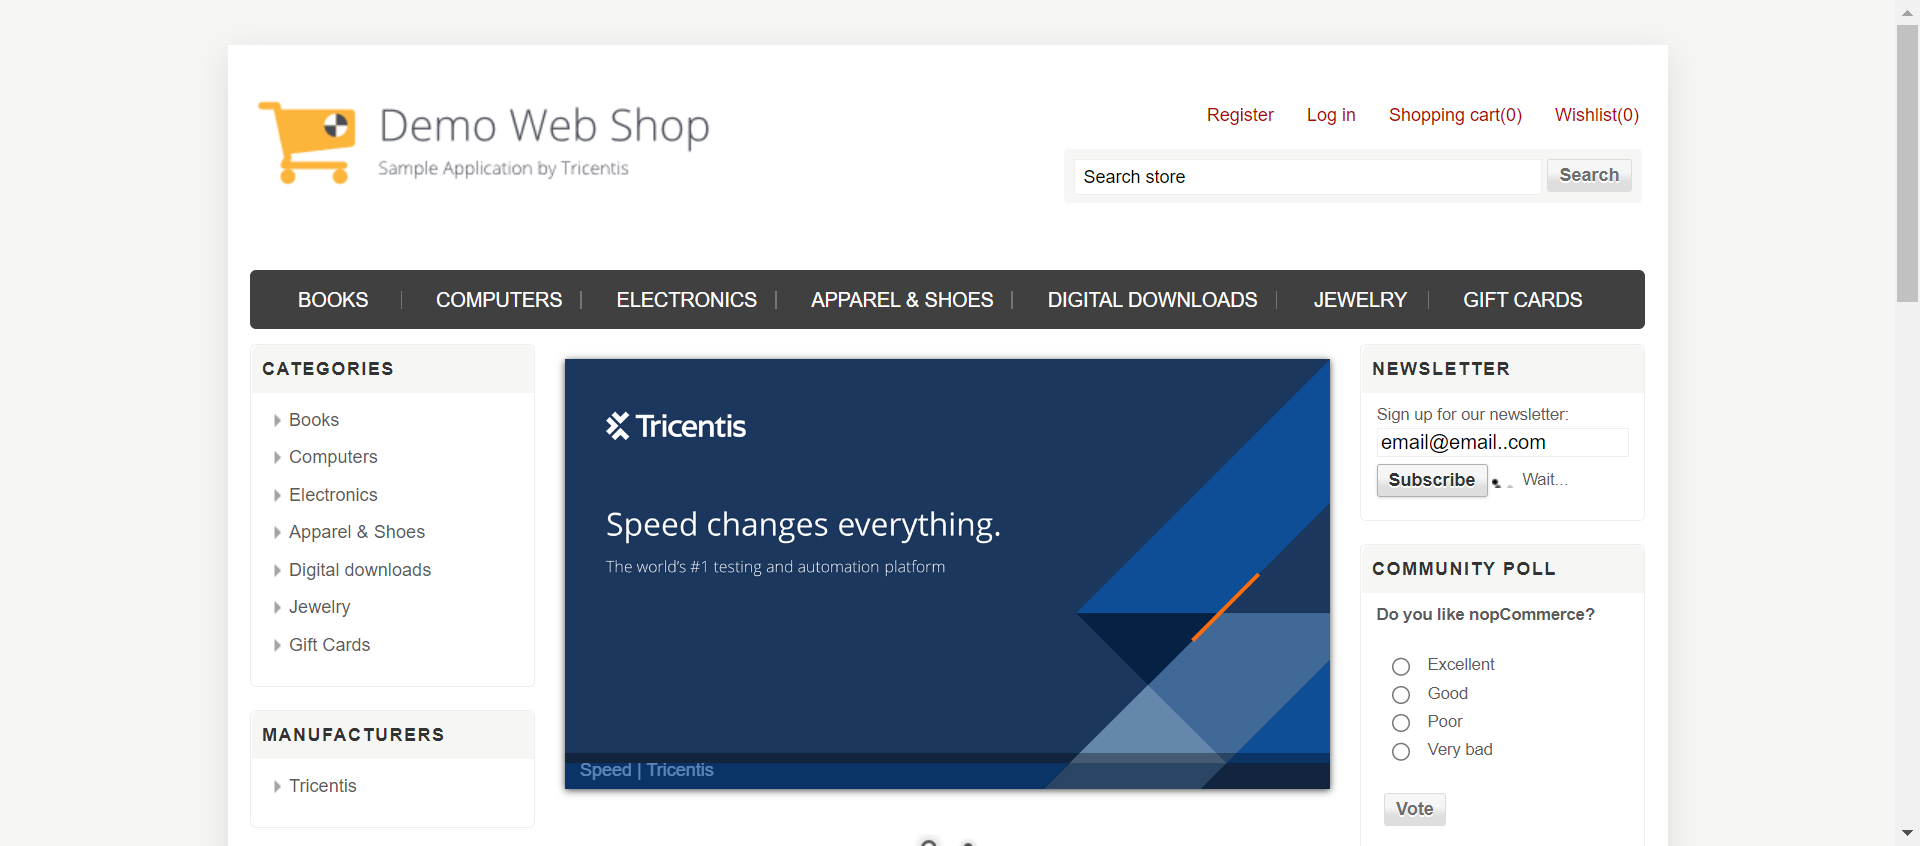 Demo Web Shop
Sample Application by Tricentis
Register Log in Shopping cart(0) Wishlist(0)
Search store Search
BOOKS COMPUTERS ELECTRONICS APPAREL & SHOES DIGITAL DOWNLOADS JEWELRY GIFT CARDS
CATEGORIES
Books
Computers
Electronics
Apparel & Shoes
Digital downloads
Jewelry
Gift Cards
MANUFACTURERS
Tricentis
Tricentis
Speed changes everything.
The world's #1 testing and automation platform
Speed | Tricentis
NEWSLETTER
Sign up for our newsletter:
email@email..com
Subscribe Wait...
COMMUNITY POLL
Do you like nopCommerce?
Excellent
Good
Poor
Very bad
Vote